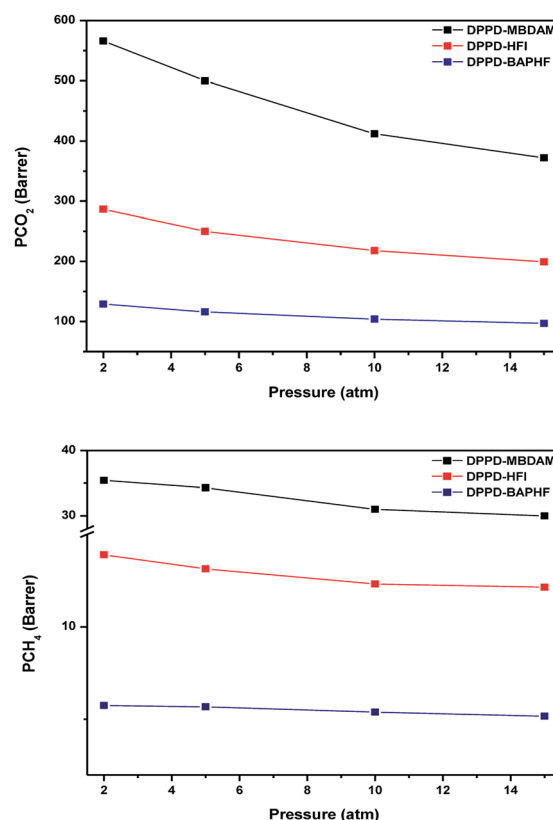 600
500
400
300
200
100
PCO₂ (Barrer)
DPPD-MBDAM
DPPD-HFI
DPPD-BAPHF
2 4 6 8 10 12 14
Pressure (atm)
40
30
10
PCH₄ (Barrer)
DPPD-MBDAM
DPPD-HFI
DPPD-BAPHF
2 4 6 8 10 12 14
Pressure (atm)